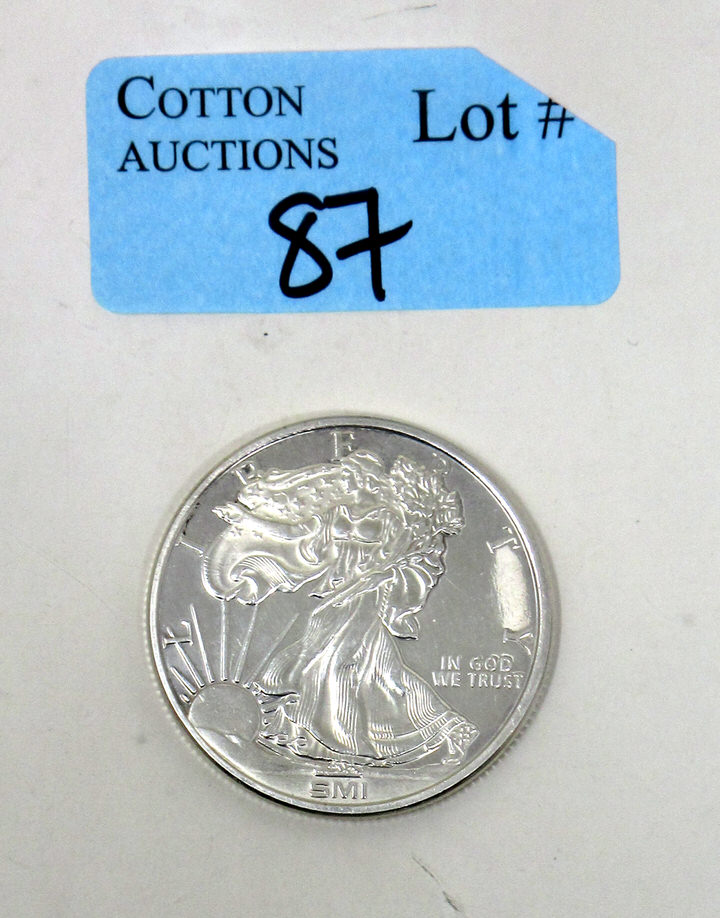 COTTON
AUCTIONS
Lot #
87
LIBERTY
IN GOD
WE TRUST
SMI